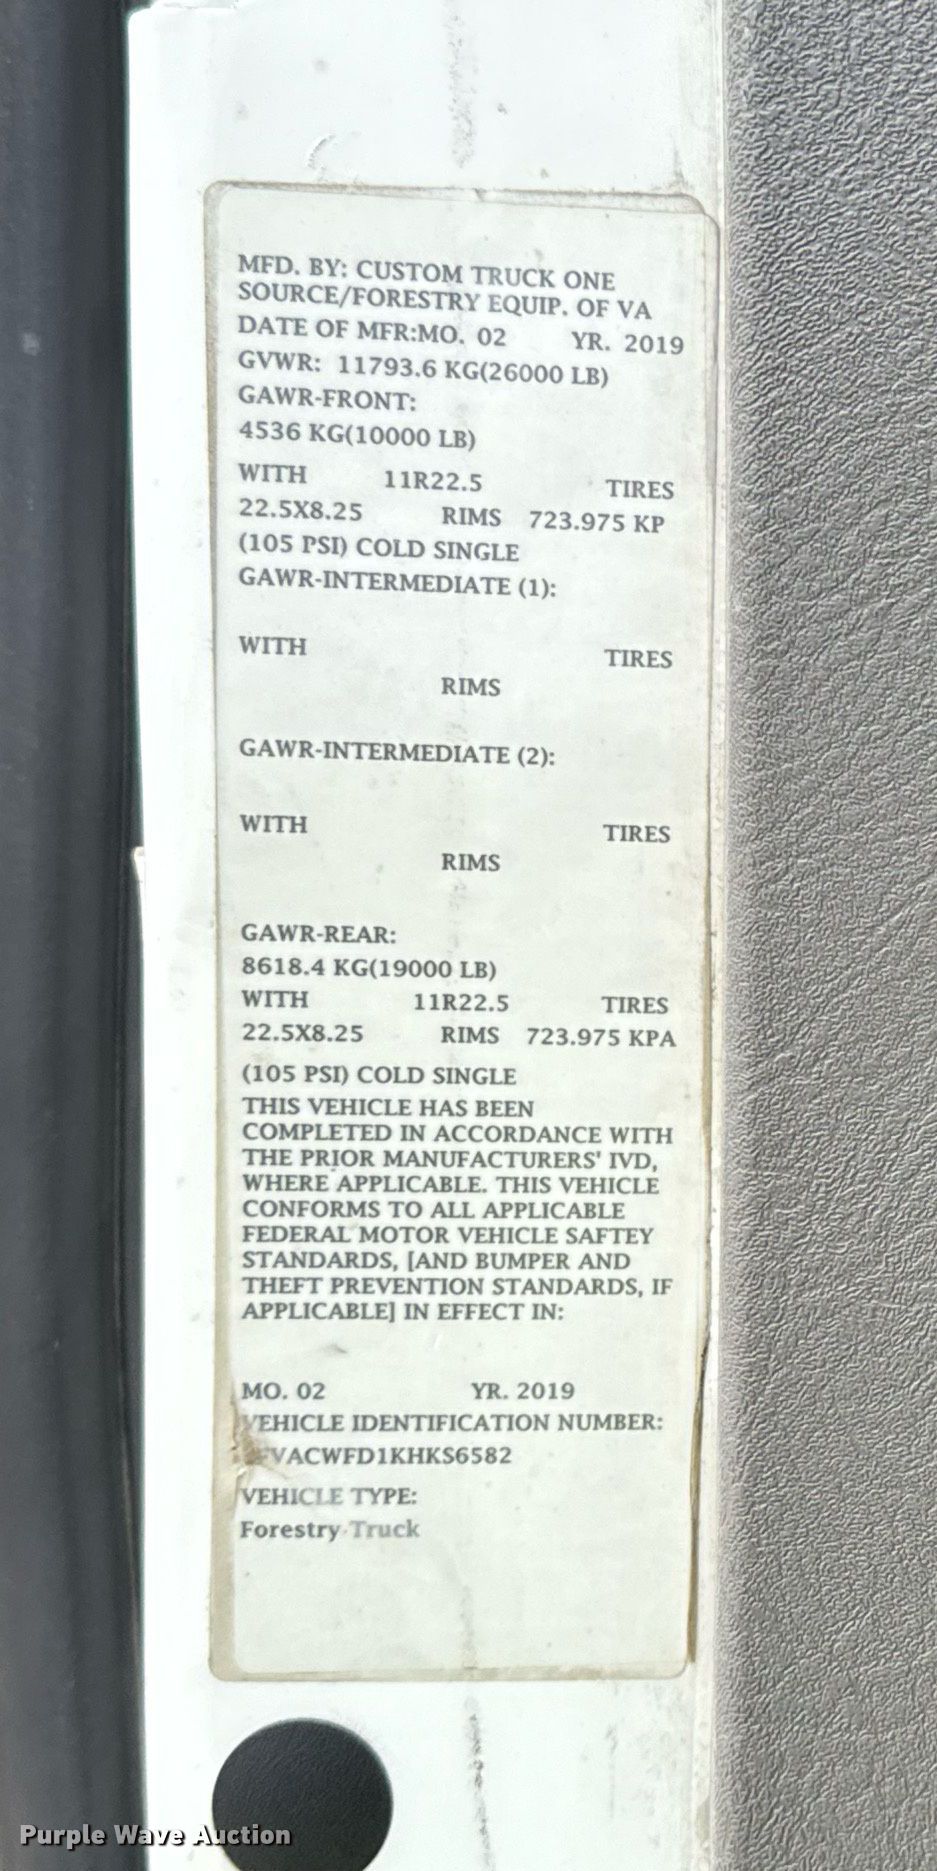 MFD. BY: CUSTOM TRUCK ONE
SOURCE/FORESTRY EQUIP. OF VA
DATE OF MFR:MO. 02 YR. 2019
GVWR: 11793.6 KG(26000 LB)
GAWR-FRONT:
4536 KG(10000 LB)
WITH 11R22.5 TIRES
22.5X8.25 RIMS 723.975 KP
(105 PSI) COLD SINGLE
GAWR-INTERMEDIATE (1):
WITH TIRES
RIMS
GAWR-INTERMEDIATE (2):
WITH TIRES
RIMS
GAWR-REAR:
8618.4 KG(19000 LB)
WITH 11R22.5 TIRES
22.5X8.25 RIMS 723.975 KPA
(105 PSI) COLD SINGLE
THIS VEHICLE HAS BEEN
COMPLETED IN ACCORDANCE WITH
THE PRIOR MANUFACTURERS' IVD,
WHERE APPLICABLE. THIS VEHICLE
CONFORMS TO ALL APPLICABLE
FEDERAL MOTOR VEHICLE SAFTEY
STANDARDS, [AND BUMPER AND
THEFT PREVENTION STANDARDS, IF
APPLICABLE] IN EFFECT IN:
MO. 02 YR. 2019
VEHICLE IDENTIFICATION NUMBER:
FVACWFD1KHKS6582
VEHICLE TYPE:
Forestry Truck
Purple Wave Auction